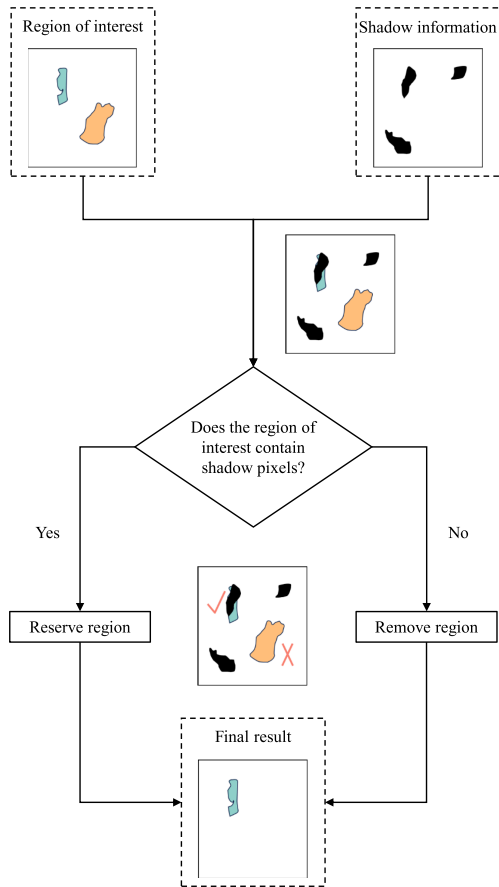 Region of interest
Shadow information
Does the region of
interest contain
shadow pixels?
Yes
No
Reserve region
Remove region
Final result